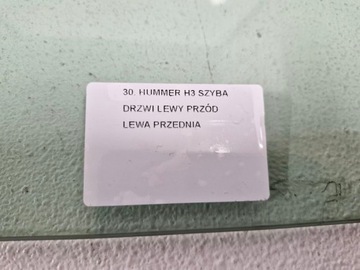 30. HUMMER H3 SZYBA
DRZWI LEWY PRZÓD
LEWA PRZEDNIA